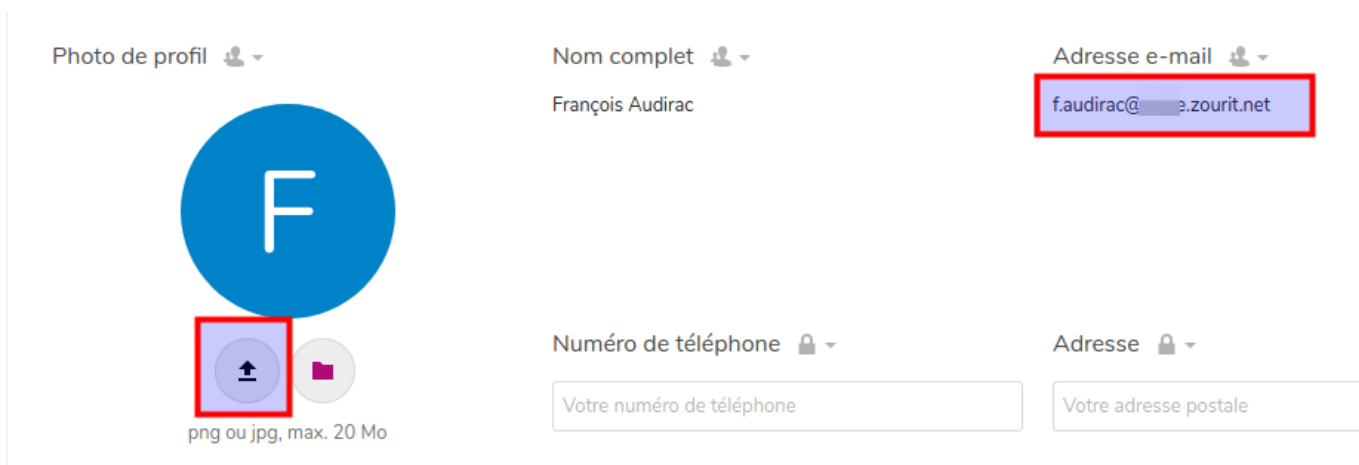 Photo de profil
Nom complet
Adresse e-mail
François Audirac
f.audirac@ e.zourit.net
F
Numéro de téléphone
Adresse
Votre numéro de téléphone
Votre adresse postale
png ou jpg, max. 20 Mo